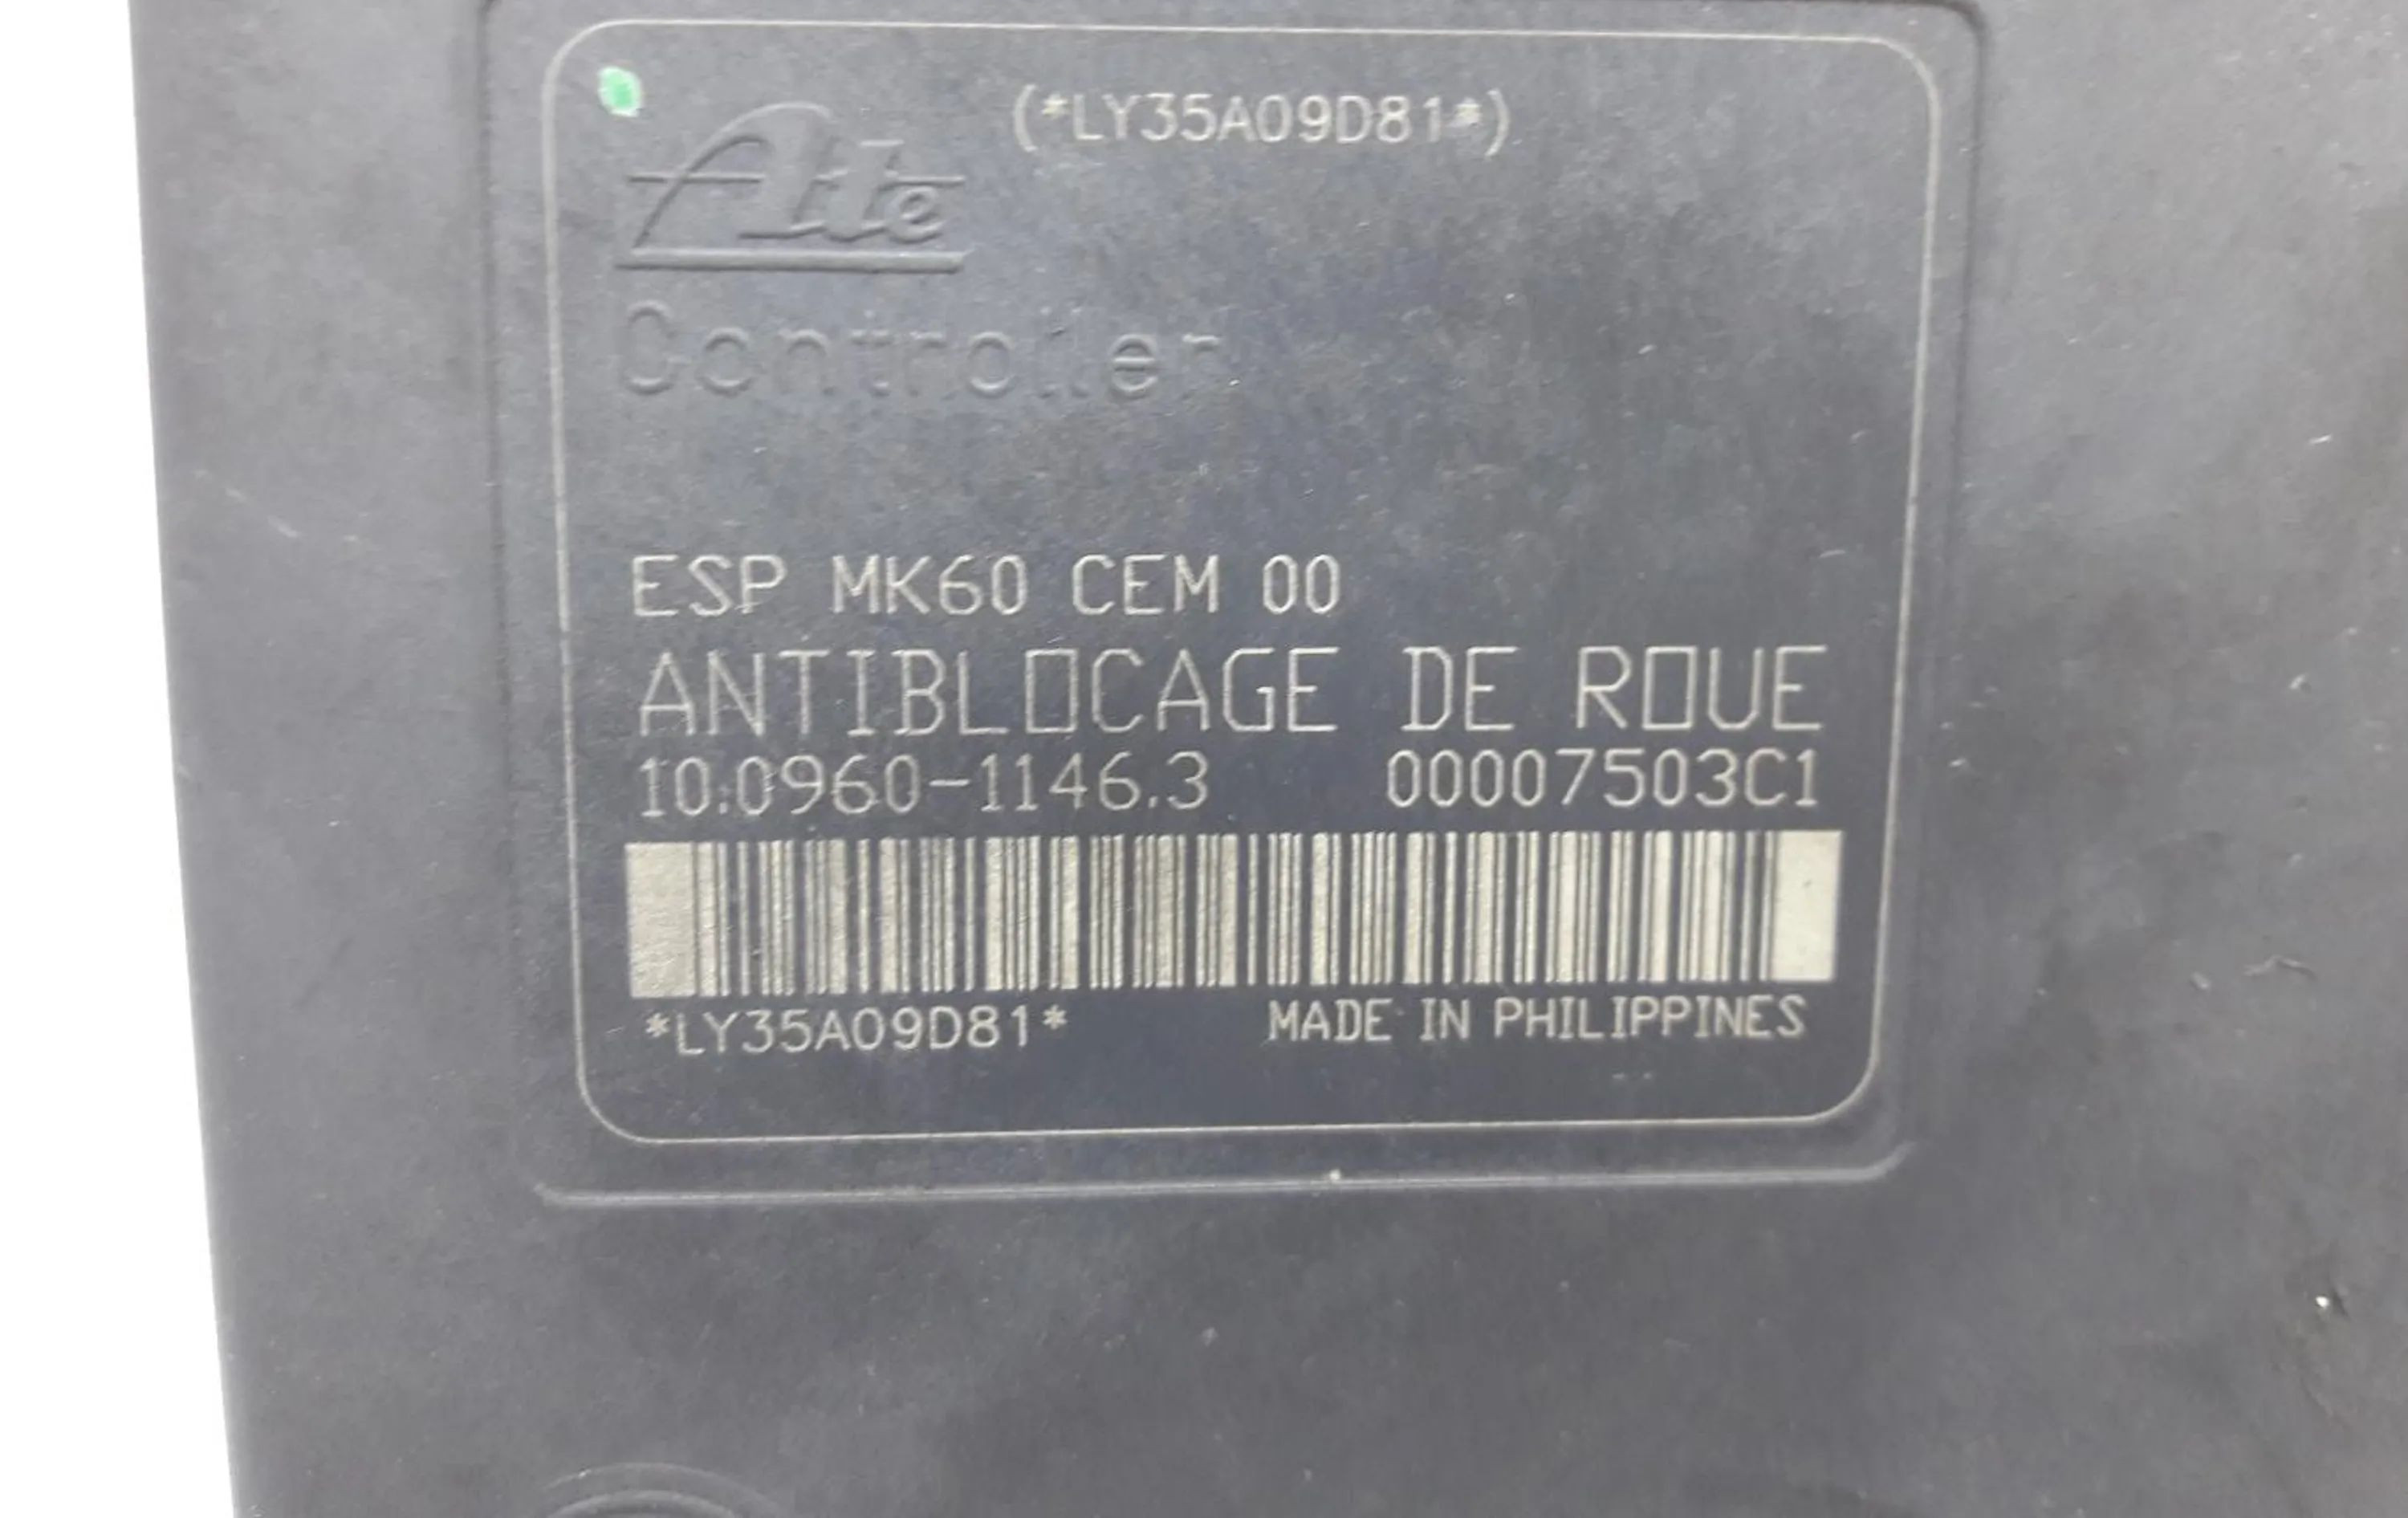 (*LY35A09D81*)
Ate
Controller
ESP MK60 CEM 00
ANTIBLOCAGE DE ROUE
10.0960-1146.3 00007503C1
*LY35A09D81* MADE IN PHILIPPINES